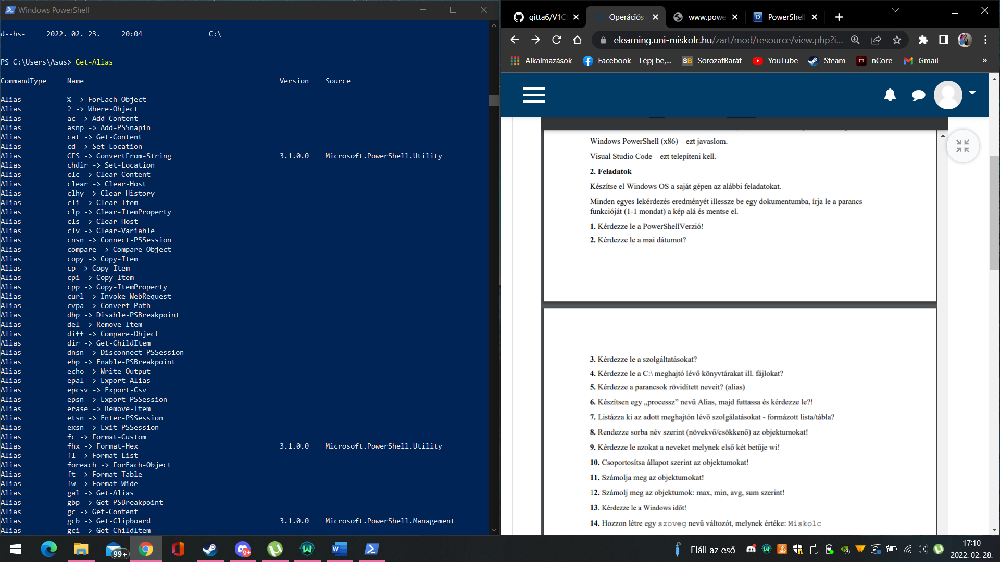 Windows PowerShell
---- ------------- ------ ----
d--hs- 2022. 02. 23. 20:04 C:\
PS C:\Users\Asus> Get-Alias
CommandType Name Version Source
----------- ---- ------- ------
Alias % -> ForEach-Object
Alias ? -> Where-Object
Alias ac -> Add-Content
Alias asnp -> Add-PSSnapin
Alias cat -> Get-Content
Alias cd -> Set-Location
Alias CFS -> ConvertFrom-String 3.1.0.0 Microsoft.PowerShell.Utility
Alias chdir -> Set-Location
Alias clc -> Clear-Content
Alias clear -> Clear-Host
Alias clhy -> Clear-History
Alias cli -> Clear-Item
Alias clp -> Clear-ItemProperty
Alias cls -> Clear-Host
Alias clv -> Clear-Variable
Alias cnsn -> Connect-PSSession
Alias compare -> Compare-Object
Alias copy -> Copy-Item
Alias cp -> Copy-Item
Alias cpi -> Copy-Item
Alias cpp -> Copy-ItemProperty
Alias curl -> Invoke-WebRequest
Alias cvpa -> Convert-Path
Alias dbp -> Disable-PSBreakpoint
Alias del -> Remove-Item
Alias diff -> Compare-Object
Alias dir -> Get-ChildItem
Alias dnsn -> Disconnect-PSSession
Alias ebp -> Enable-PSBreakpoint
Alias echo -> Write-Output
Alias epal -> Export-Alias
Alias epcsv -> Export-Csv
Alias epsn -> Export-PSSession
Alias erase -> Remove-Item
Alias etsn -> Enter-PSSession
Alias exsn -> Exit-PSSession
Alias fc -> Format-Custom
Alias fhx -> Format-Hex 3.1.0.0 Microsoft.PowerShell.Utility
Alias fl -> Format-List
Alias foreach -> ForEach-Object
Alias ft -> Format-Table
Alias fw -> Format-Wide
Alias gal -> Get-Alias
Alias gbp -> Get-PSBreakpoint
Alias gc -> Get-Content
Alias gcb -> Get-Clipboard 3.1.0.0 Microsoft.PowerShell.Management
Alias gci -> Get-ChildItem
gitta6/V1C Operációs www.powe PowerShell
elearning.uni-miskolc.hu/zart/mod/resource/view.php?i...
Alkalmazások Facebook – Lépj be,... SB SorozatBarát YouTube Steam nCore Gmail »
Windows PowerShell (x86) – ezt javaslom.
Visual Studio Code – ezt telepíteni kell.
2. Feladatok
Készítse el Windows OS a saját gépen az alábbi feladatokat.
Minden egyes lekérdezés eredményét illessze be egy dokumentumba, írja le a parancs
funkcióját (1-1 mondat) a kép alá és mentse el.
1. Kérdezze le a PowerShellVerzió!
2. Kérdezze le a mai dátumot?
3. Kérdezze le a szolgáltatásokat?
4. Kérdezze le a C:\ meghajtó lévő könyvtárakat ill. fájlokat?
5. Kérdezze a parancsok rövidített neveit? (alias)
6. Készítsen egy „processz” nevű Alias, majd futtassa és kérdezze le?!
7. Listázza ki az adott meghajtón lévő szolgálatásokat - formázott lista/tábla?
8. Rendezze sorba név szerint (növekvő/csökkenő) az objektumokat!
9. Kérdezze le azokat a neveket melynek első két betűje wi!
10. Csoportosítsa állapot szerint az objektumokat!
11. Számolja meg az objektumokat!
12. Számolj meg az objektumok: max, min, avg, sum szerint!
13. Kérdezze le a Windows időt!
14. Hozzon létre egy szoveg nevű változót, melynek értéke: Miskolc
99+ 9+ Eláll az eső 17:10
2022. 02. 28.